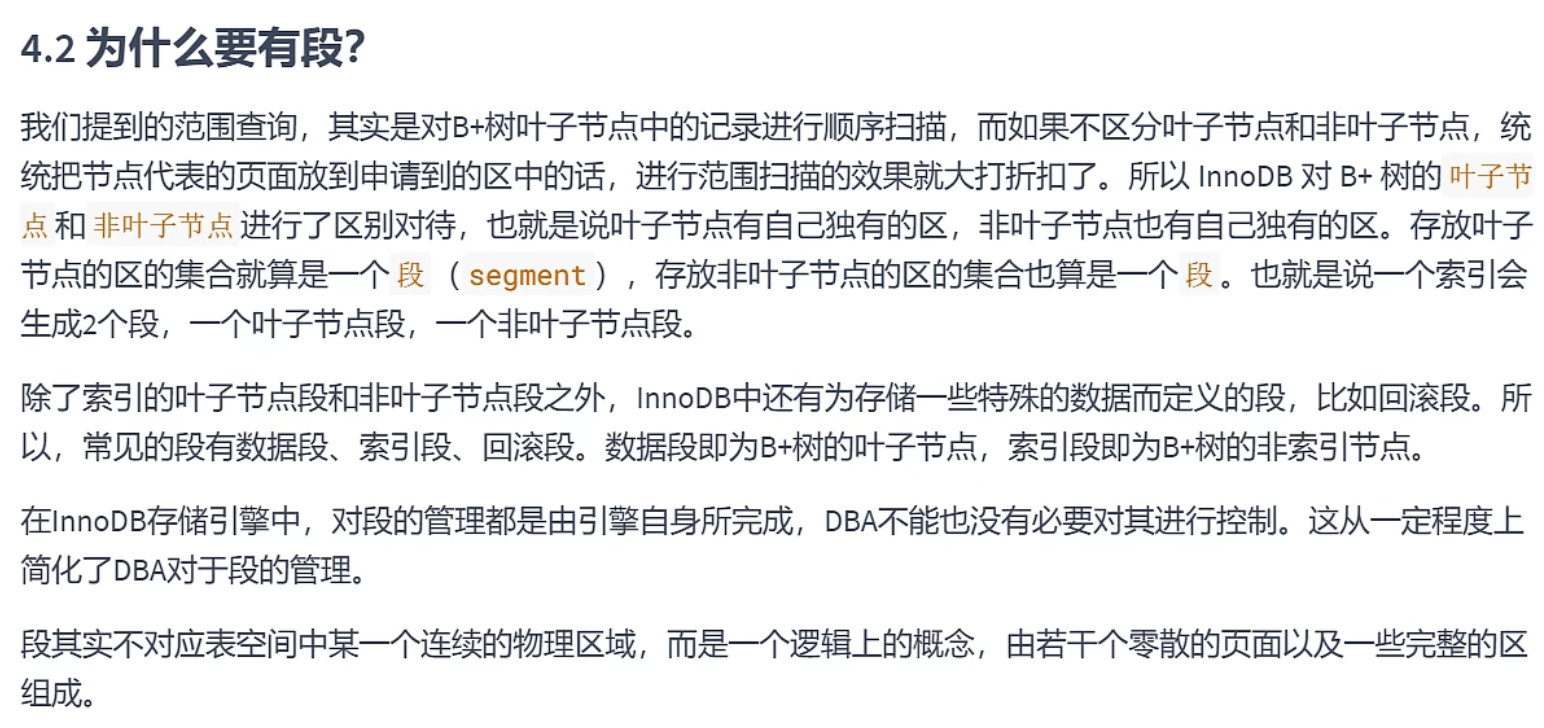 4.2 为什么要有段？
我们提到的范围查询，其实是对B+树叶子节点中的记录进行顺序扫描，而如果不区分叶子节点和非叶子节点，统
统把节点代表的页面放到申请到的区中的话，进行范围扫描的效果就大打折扣了。所以 InnoDB 对 B+ 树的 叶子节
点 和 非叶子节点 进行了区别对待，也就是说叶子节点有自己独有的区，非叶子节点也有自己独有的区。存放叶子
节点的区的集合就算是一个 段 （ segment ），存放非叶子节点的区的集合也算是一个 段 。也就是说一个索引会
生成2个段，一个叶子节点段，一个非叶子节点段。
除了索引的叶子节点段和非叶子节点段之外，InnoDB中还有为存储一些特殊的数据而定义的段，比如回滚段。所
以，常见的段有数据段、索引段、回滚段。数据段即为B+树的叶子节点，索引段即为B+树的非索引节点。
在InnoDB存储引擎中，对段的管理都是由引擎自身所完成，DBA不能也没有必要对其进行控制。这从一定程度上
简化了DBA对于段的管理。
段其实不对应表空间中某一个连续的物理区域，而是一个逻辑上的概念，由若干个零散的页面以及一些完整的区
组成。